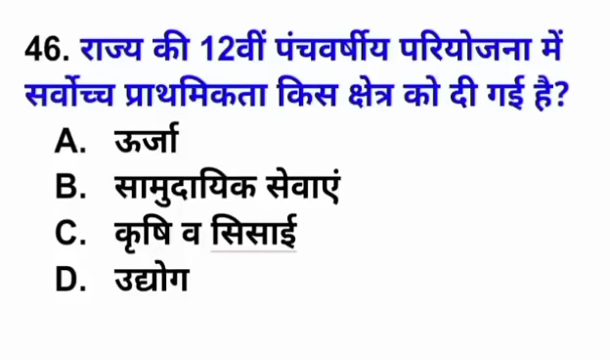 46. राज्य की 12वीं पंचवर्षीय परियोजना में
सर्वोच्च प्राथमिकता किस क्षेत्र को दी गई है?
A. ऊर्जा
B. सामुदायिक सेवाएं
C. कृषि व सिसाई
D. उद्योग